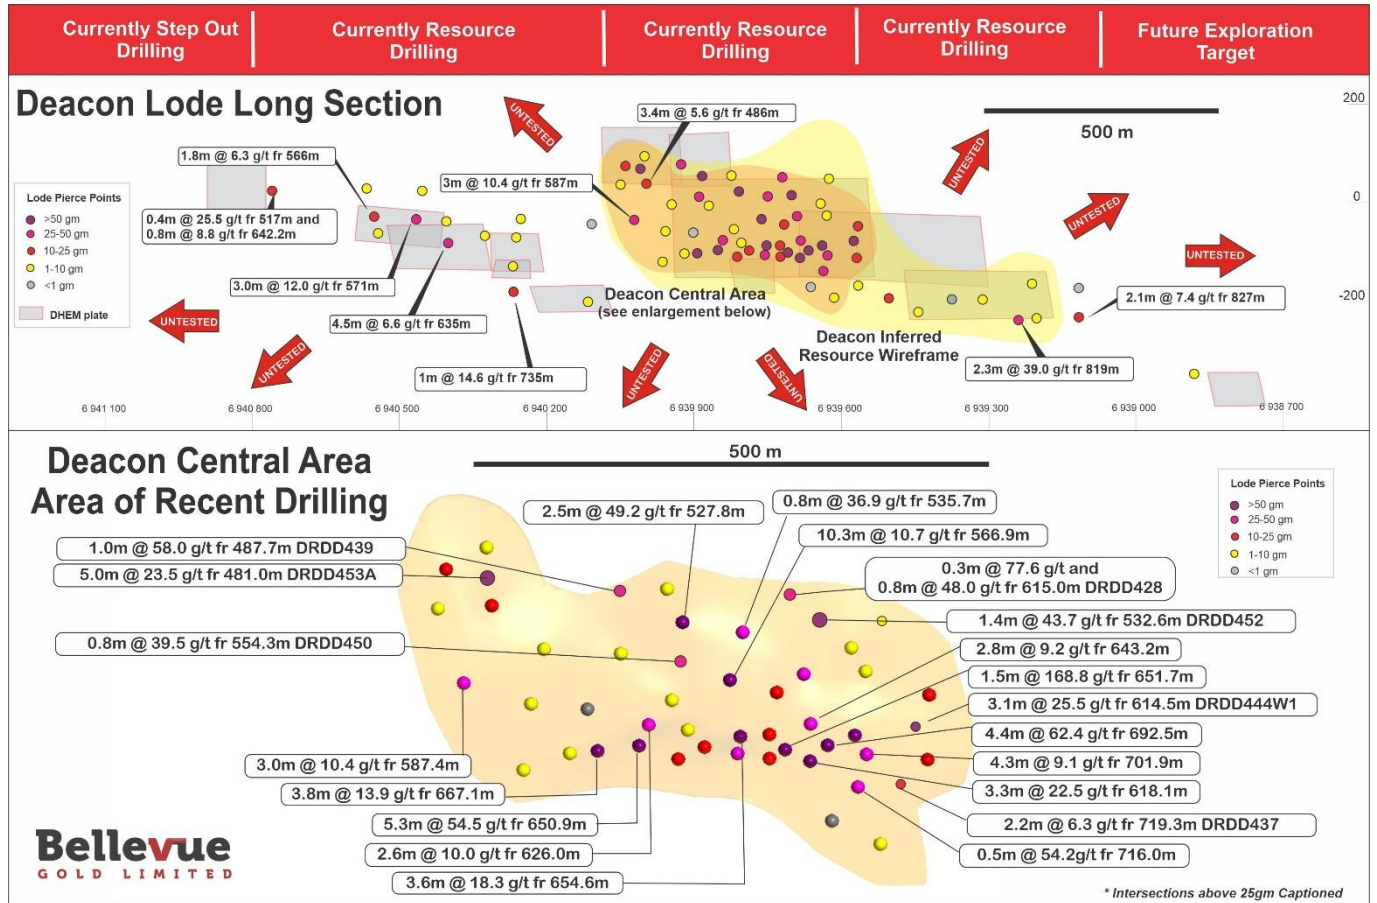 Currently Step Out
Drilling
Currently Resource
Drilling
Currently Resource
Drilling
Currently Resource
Drilling
Future Exploration
Target
Deacon Lode Long Section
UNTESTED
3.4m @ 5.6 g/t fr 486m
UNTESTED
500 m
200
1.8m @ 6.3 g/t fr 566m
3m @ 10.4 g/t fr 587m
Lode Pierce Points
>50 gm
25-50 gm
10-25 gm
1-10 gm
<1 gm
DHEM plate
0.4m @ 25.5 g/t fr 517m and
0.8m @ 8.8 g/t fr 642.2m
0
UNTESTED
UNTESTED
3.0m @ 12.0 g/t fr 571m
4.5m @ 6.6 g/t fr 635m
Deacon Central Area
(see enlargement below)
2.1m @ 7.4 g/t fr 827m
-200
UNTESTED
Deacon Inferred
Resource Wireframe
UNTESTED
1m @ 14.6 g/t fr 735m
UNTESTED
UNTESTED
2.3m @ 39.0 g/t fr 819m
6 941 100
6 940 800
6 940 500
6 940 200
6 939 900
6 939 600
6 939 300
6 939 000
6 938 700
Deacon Central Area
Area of Recent Drilling
500 m
Lode Pierce Points
>50 gm
25-50 gm
10-25 gm
1-10 gm
<1 gm
2.5m @ 49.2 g/t fr 527.8m
0.8m @ 36.9 g/t fr 535.7m
10.3m @ 10.7 g/t fr 566.9m
1.0m @ 58.0 g/t fr 487.7m DRDD439
5.0m @ 23.5 g/t fr 481.0m DRDD453A
0.3m @ 77.6 g/t and
0.8m @ 48.0 g/t fr 615.0m DRDD428
1.4m @ 43.7 g/t fr 532.6m DRDD452
0.8m @ 39.5 g/t fr 554.3m DRDD450
2.8m @ 9.2 g/t fr 643.2m
1.5m @ 168.8 g/t fr 651.7m
3.1m @ 25.5 g/t fr 614.5m DRDD444W1
4.4m @ 62.4 g/t fr 692.5m
4.3m @ 9.1 g/t fr 701.9m
3.3m @ 22.5 g/t fr 618.1m
2.2m @ 6.3 g/t fr 719.3m DRDD437
0.5m @ 54.2g/t fr 716.0m
3.0m @ 10.4 g/t fr 587.4m
3.8m @ 13.9 g/t fr 667.1m
5.3m @ 54.5 g/t fr 650.9m
2.6m @ 10.0 g/t fr 626.0m
3.6m @ 18.3 g/t fr 654.6m
Bellevue
GOLD LIMITED
* Intersections above 25gm Captioned